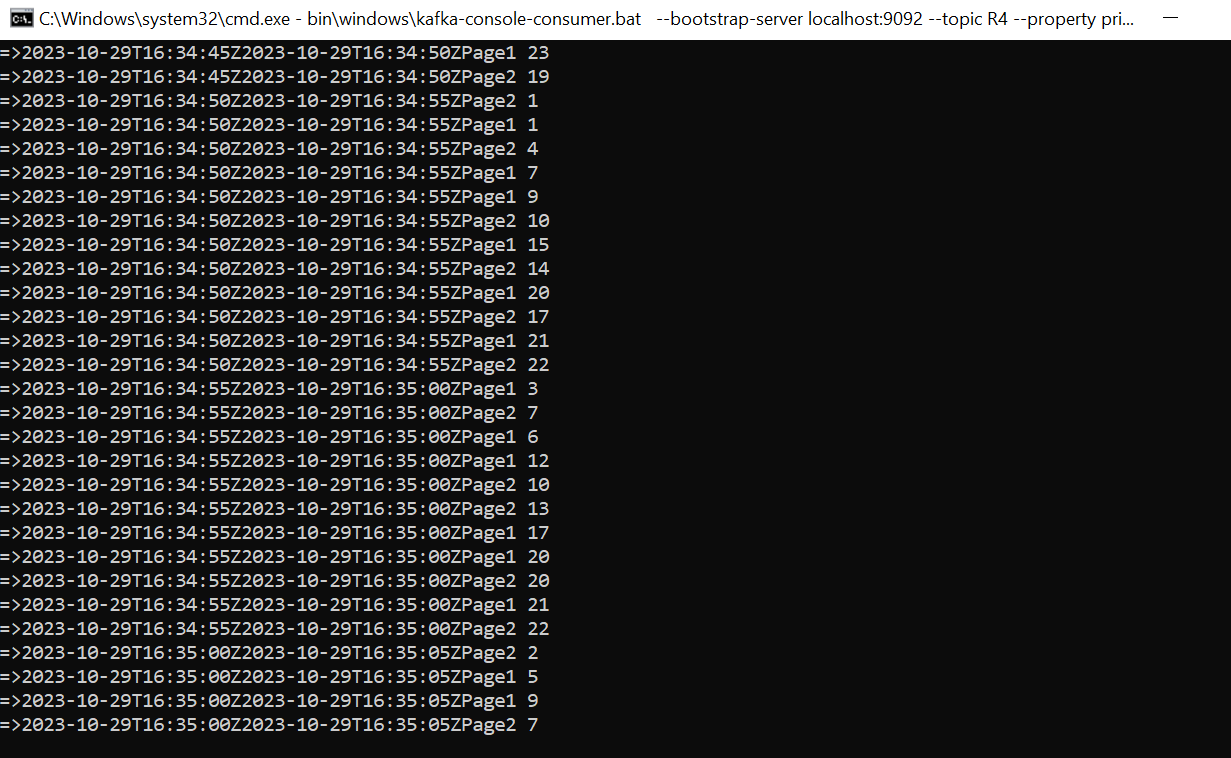 C:\Windows\system32\cmd.exe - bin\windows\kafka-console-consumer.bat --bootstrap-server localhost:9092 --topic R4 --property pri...
=>2023-10-29T16:34:45Z2023-10-29T16:34:50ZPage1 23
=>2023-10-29T16:34:45Z2023-10-29T16:34:50ZPage2 19
=>2023-10-29T16:34:50Z2023-10-29T16:34:55ZPage2 1
=>2023-10-29T16:34:50Z2023-10-29T16:34:55ZPage1 1
=>2023-10-29T16:34:50Z2023-10-29T16:34:55ZPage2 4
=>2023-10-29T16:34:50Z2023-10-29T16:34:55ZPage1 7
=>2023-10-29T16:34:50Z2023-10-29T16:34:55ZPage1 9
=>2023-10-29T16:34:50Z2023-10-29T16:34:55ZPage2 10
=>2023-10-29T16:34:50Z2023-10-29T16:34:55ZPage1 15
=>2023-10-29T16:34:50Z2023-10-29T16:34:55ZPage2 14
=>2023-10-29T16:34:50Z2023-10-29T16:34:55ZPage1 20
=>2023-10-29T16:34:50Z2023-10-29T16:34:55ZPage2 17
=>2023-10-29T16:34:50Z2023-10-29T16:34:55ZPage1 21
=>2023-10-29T16:34:50Z2023-10-29T16:34:55ZPage2 22
=>2023-10-29T16:34:55Z2023-10-29T16:35:00ZPage1 3
=>2023-10-29T16:34:55Z2023-10-29T16:35:00ZPage2 7
=>2023-10-29T16:34:55Z2023-10-29T16:35:00ZPage1 6
=>2023-10-29T16:34:55Z2023-10-29T16:35:00ZPage1 12
=>2023-10-29T16:34:55Z2023-10-29T16:35:00ZPage2 10
=>2023-10-29T16:34:55Z2023-10-29T16:35:00ZPage2 13
=>2023-10-29T16:34:55Z2023-10-29T16:35:00ZPage1 17
=>2023-10-29T16:34:55Z2023-10-29T16:35:00ZPage1 20
=>2023-10-29T16:34:55Z2023-10-29T16:35:00ZPage2 20
=>2023-10-29T16:34:55Z2023-10-29T16:35:00ZPage1 21
=>2023-10-29T16:34:55Z2023-10-29T16:35:00ZPage2 22
=>2023-10-29T16:35:00Z2023-10-29T16:35:05ZPage2 2
=>2023-10-29T16:35:00Z2023-10-29T16:35:05ZPage1 5
=>2023-10-29T16:35:00Z2023-10-29T16:35:05ZPage1 9
=>2023-10-29T16:35:00Z2023-10-29T16:35:05ZPage2 7